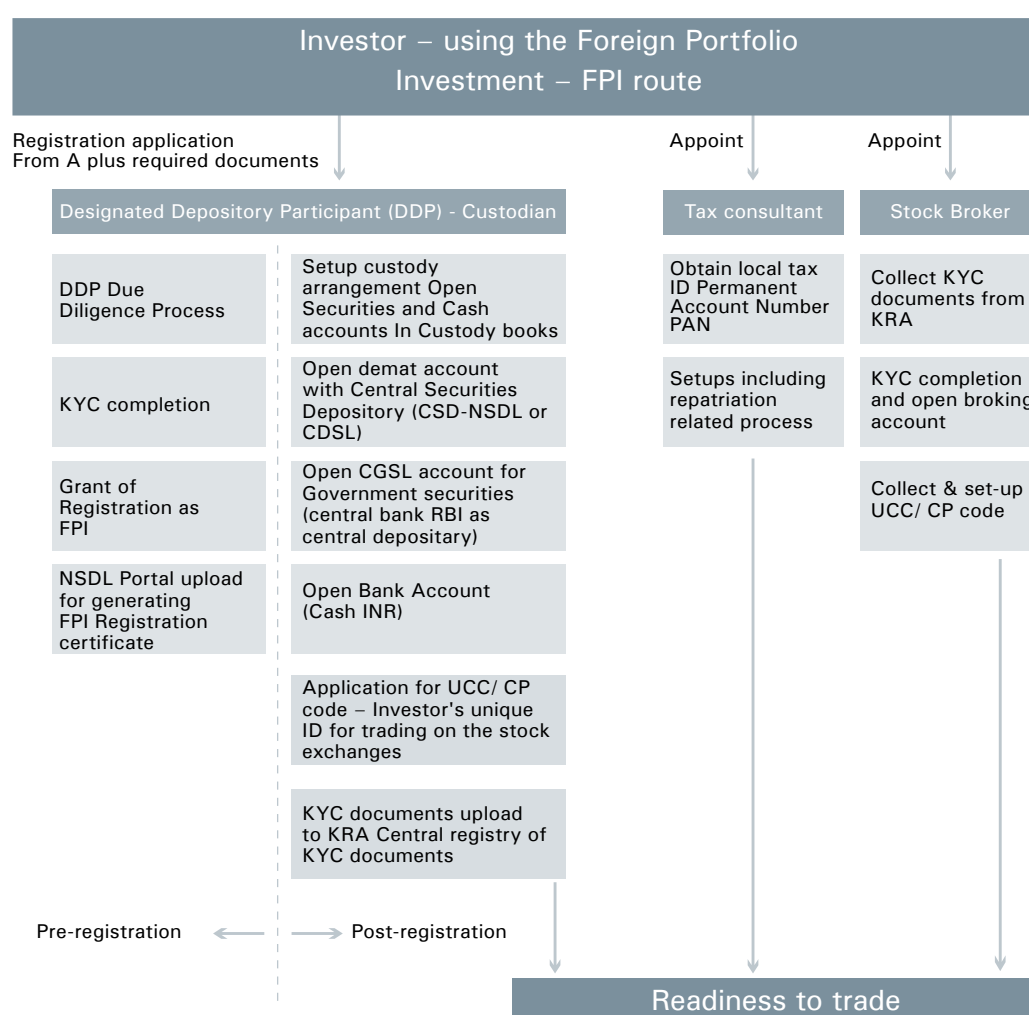 Investor – using the Foreign Portfolio
Investment – FPI route
Registration application
From A plus required documents
Appoint
Appoint
Designated Depository Participant (DDP) - Custodian
Tax consultant
Stock Broker
DDP Due
Diligence Process
KYC completion
Grant of
Registration as
FPI
NSDL Portal upload
for generating
FPI Registration
certificate
Setup custody
arrangement Open
Securities and Cash
accounts In Custody books
Open demat account
with Central Securities
Depository (CSD-NSDL or
CDSL)
Open CGSL account for
Government securities
(central bank RBI as
central depositary)
Open Bank Account
(Cash INR)
Application for UCC/ CP
code – Investor's unique
ID for trading on the stock
exchanges
KYC documents upload
to KRA Central registry of
KYC documents
Obtain local tax
ID Permanent
Account Number
PAN
Setups including
repatriation
related process
Collect KYC
documents from
KRA
KYC completion
and open broking
account
Collect & set-up
UCC/ CP code
Pre-registration
Post-registration
Readiness to trade